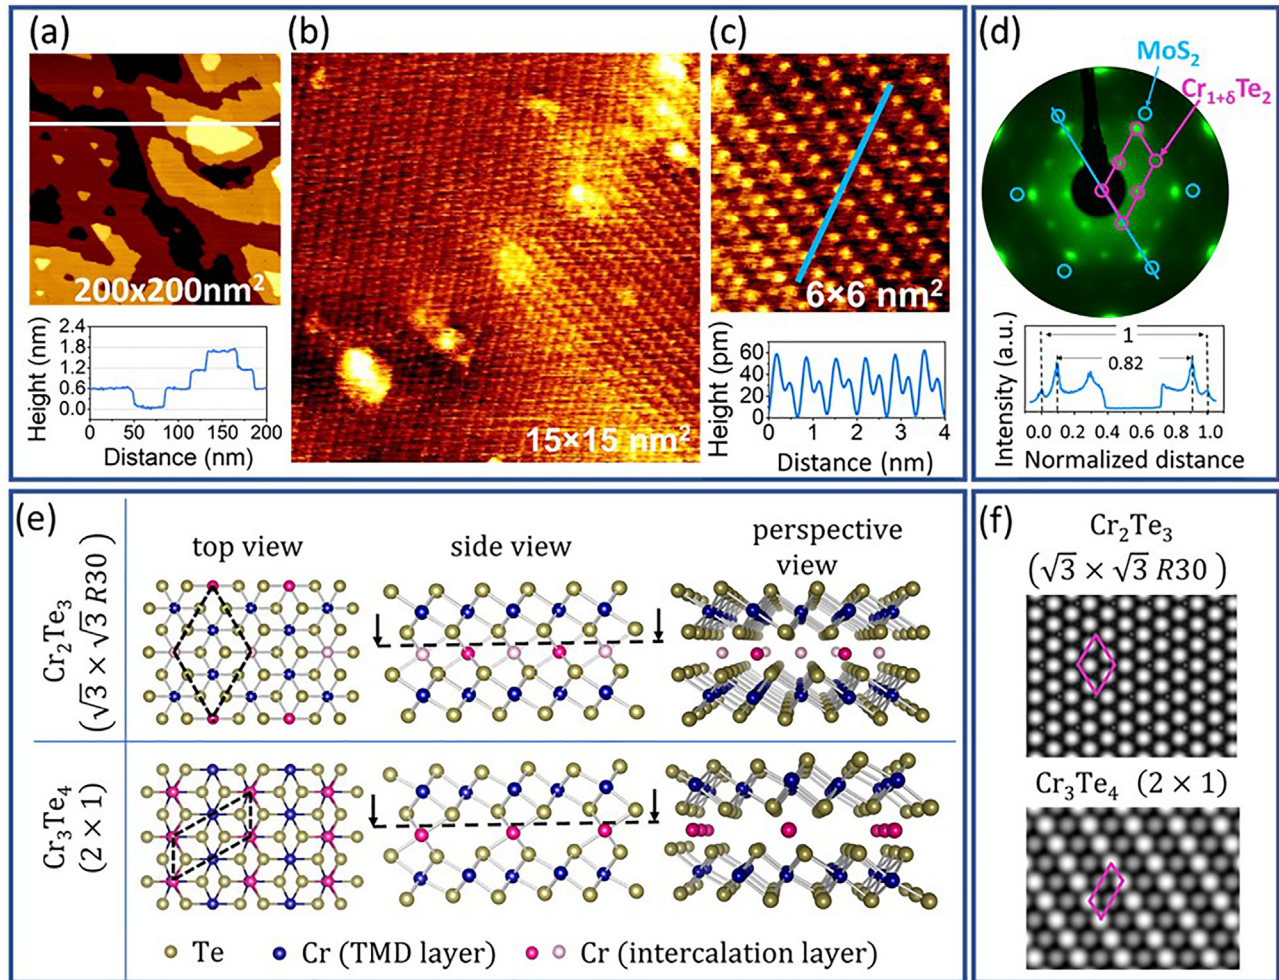 (a)
200x200nm²
Height (nm)
2.4
1.8
1.2
0.6
0.0
0 50 100 150 200
Distance (nm)
(b)
15×15 nm²
(c)
6×6 nm²
Height (pm)
60
40
20
0
0 1 2 3 4
Distance (nm)
(d)
MoS₂
Cr₁₊δTe₂
Intensity (a.u.)
1
0.82
0.0 0.2 0.4 0.6 0.8 1.0
Normalized distance
(e)
top view side view perspective
view
Cr₂Te₃
(√3 × √3 R30)
Cr₃Te₄
(2 × 1)
Te Cr (TMD layer) Cr (intercalation layer)
(f)
Cr₂Te₃
(√3 × √3 R30 )
Cr₃Te₄ (2 × 1)